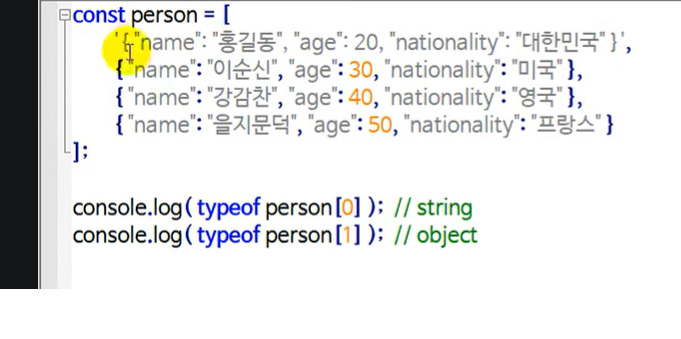 const person = [
'{ "name": "홍길동", "age": 20, "nationality": "대한민국" }',
{ "name": "이순신", "age": 30, "nationality": "미국" },
{ "name": "강감찬", "age": 40, "nationality": "영국" },
{ "name": "을지문덕", "age": 50, "nationality": "프랑스" }
];
console.log( typeof person[0] ); // string
console.log( typeof person[1] ); // object